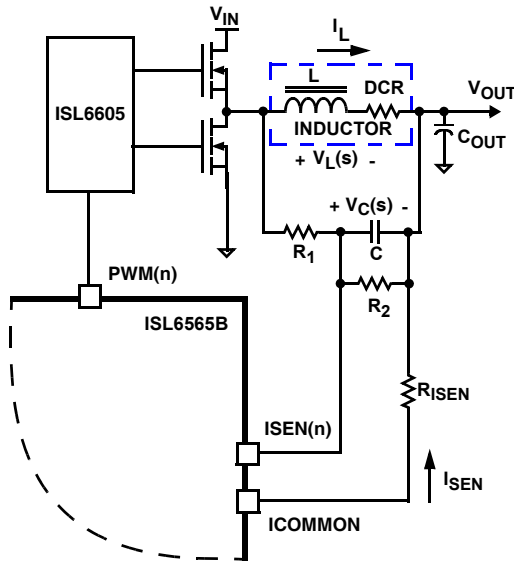 V_IN
I_L
L
DCR
V_OUT
ISL6605
INDUCTOR
C_OUT
+ V_L(s) -
+ V_C(s) -
R_1
C
PWM(n)
R_2
ISL6565B
R_ISEN
ISEN(n)
I_SEN
ICOMMON